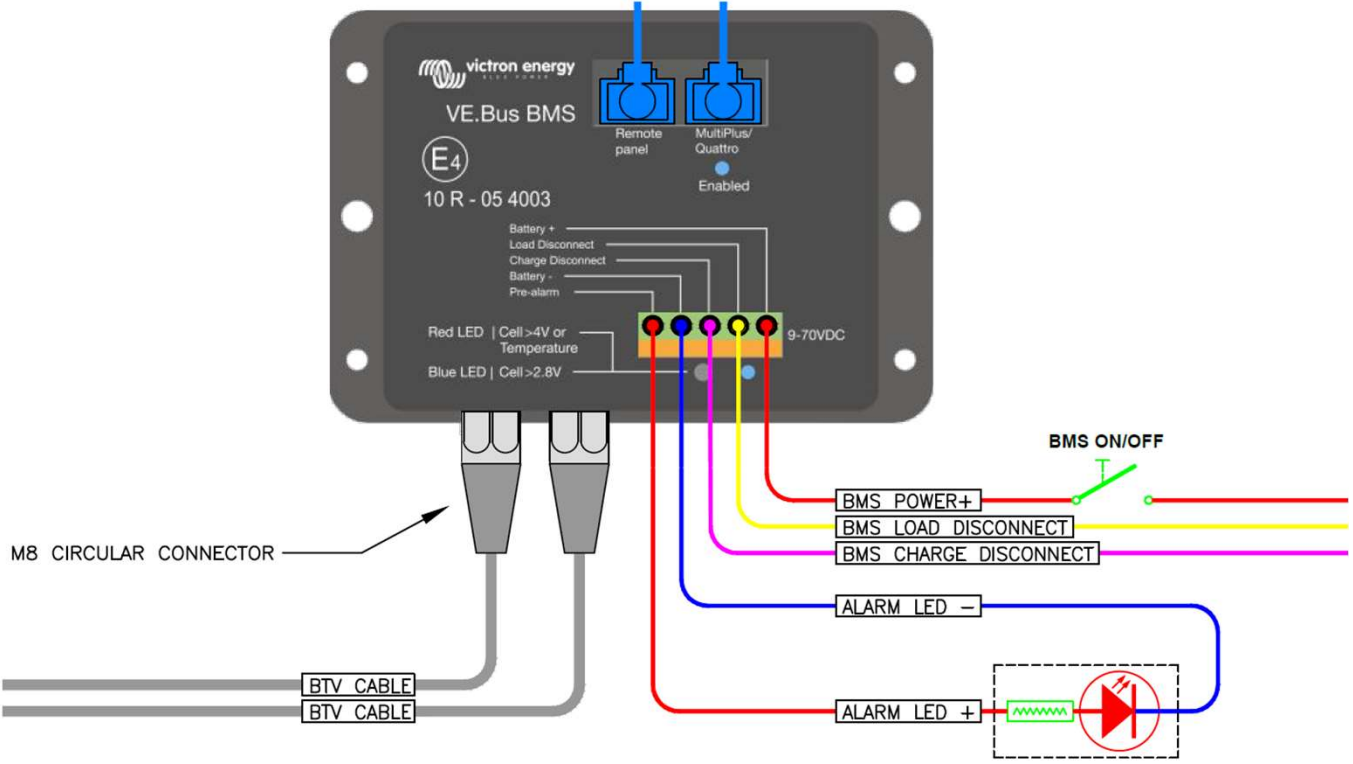 victron energy
BLUE POWER
VE.Bus BMS
Remote
panel
MultiPlus/
Quattro
Enabled
E4
10 R - 05 4003
Battery +
Load Disconnect
Charge Disconnect
Battery -
Pre-alarm
Red LED | Cell>4V or
Temperature
Blue LED | Cell>2.8V
9-70VDC
BMS ON/OFF
BMS POWER+
BMS LOAD DISCONNECT
BMS CHARGE DISCONNECT
M8 CIRCULAR CONNECTOR
ALARM LED -
BTV CABLE
BTV CABLE
ALARM LED +